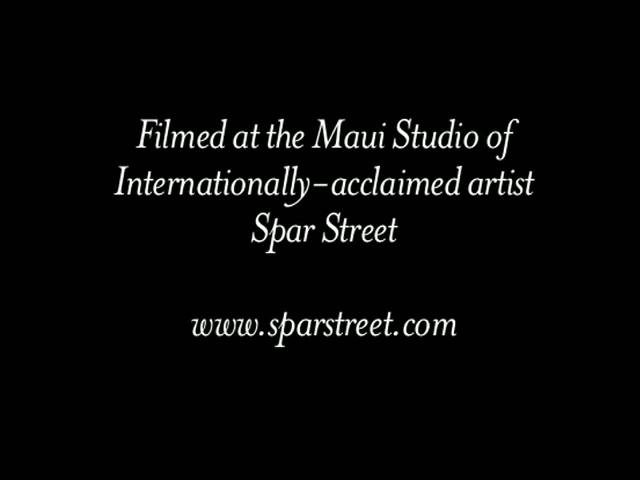 Filmed at the Maui Studio of
Internationally-acclaimed artist
Spar Street
www.sparstreet.com